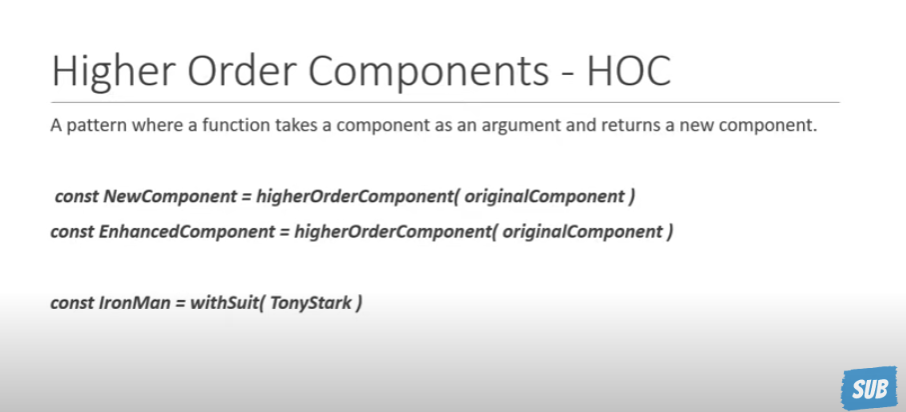 Higher Order Components - HOC
A pattern where a function takes a component as an argument and returns a new component.
const NewComponent = higherOrderComponent( originalComponent )
const EnhancedComponent = higherOrderComponent( originalComponent )
const IronMan = withSuit( TonyStark )
SUB